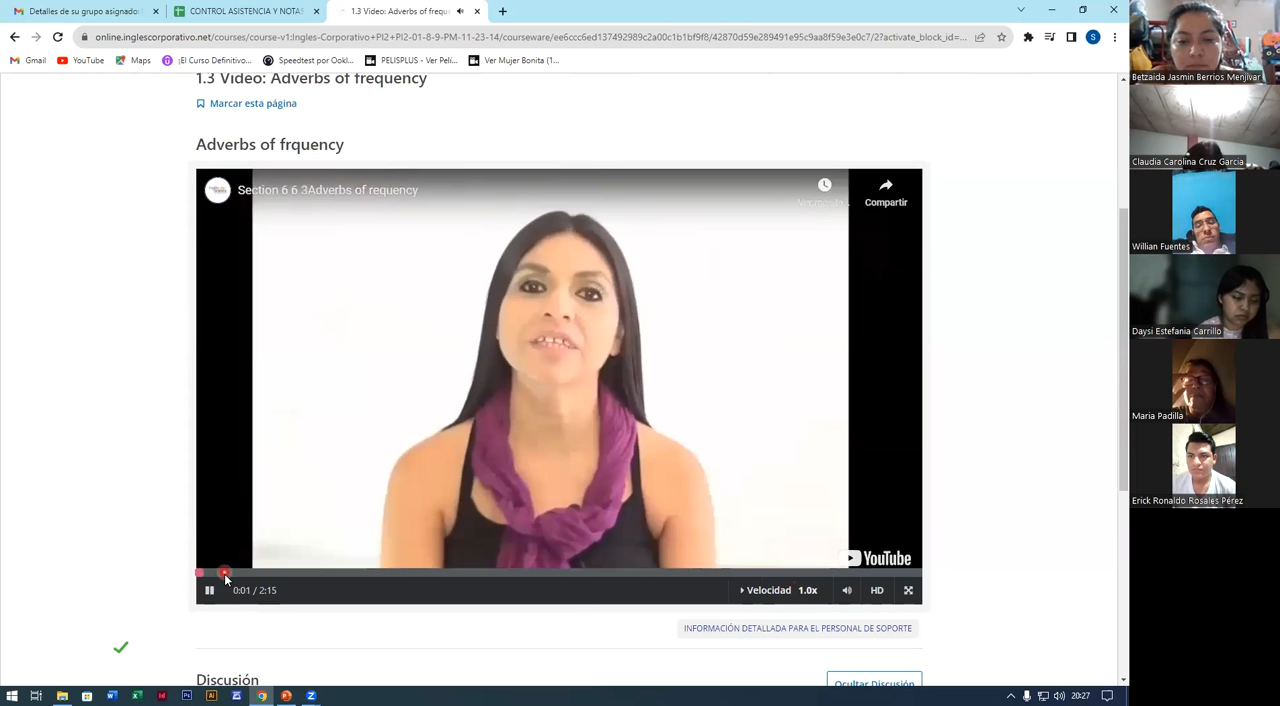 Detalles de su grupo asignado:
CONTROL ASISTENCIA Y NOTAS
1.3 Video: Adverbs of frequ
online.inglescorporativo.net/courses/course-v1:Ingles-Corporativo+PI2+PI2-01-8-9-PM-11-23-14/courseware/ee6ccc6ed137492989c2a00c1b1bf9f8/42870d59e289491e95c9aa8f59e3e0c7/2?activate_block_id=...
Gmail
YouTube
Maps
¡El Curso Definitivo...
Speedtest por Ookl...
PELISPLUS - Ver Pelí...
Ver Mujer Bonita (1...
1.3 Video: Adverbs of frequency
Marcar esta página
Adverbs of frquency
Section 6 6.3Adverbs of requency
Compartir
YouTube
0:01 / 2:15
Velocidad 1.0x
HD
INFORMACIÓN DETALLADA PARA EL PERSONAL DE SOPORTE
Discusión
Ocultar Discusión
20:27
Betzaida Jasmin Berrios Menjivar
Claudia Carolina Cruz Garcia
Willian Fuentes
Daysi Estefania Carrillo
Maria Padilla
Erick Ronaldo Rosales Pérez